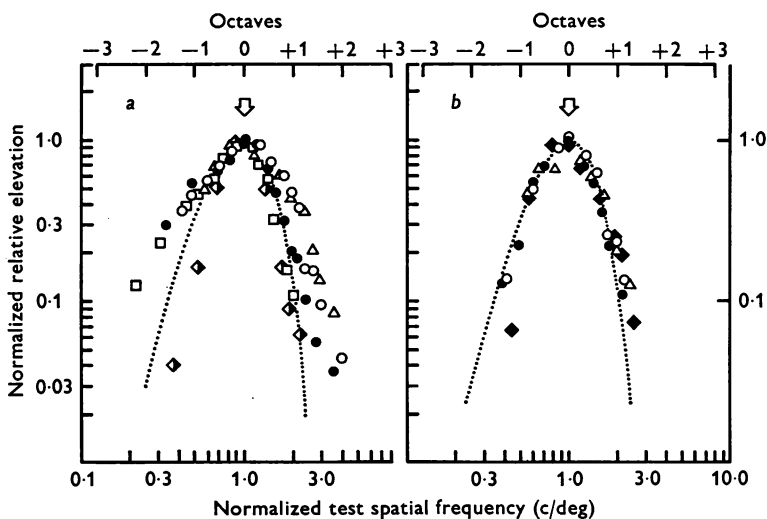 Octaves Octaves
−3 −2 −1 0 +1 +2 +3 −3 −2 −1 0 +1 +2 +3
a b
1·0 1·0
0·3
0·1 0·1
0·03
Normalized relative elevation
0·1 0·3 1·0 3·0 0·3 1·0 3·0 10·0
Normalized test spatial frequency (c/deg)